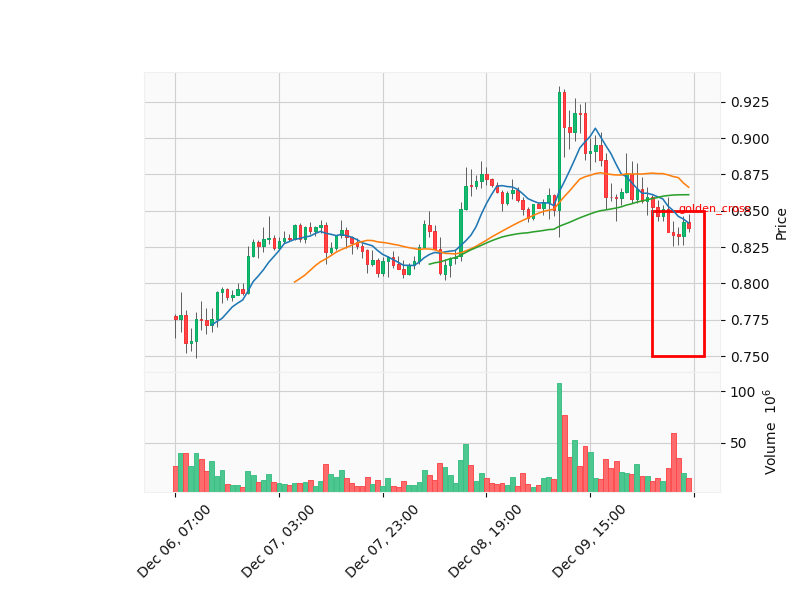 0.925
0.900
0.875
golden_cross
0.850
0.825
0.800
0.775
0.750
Price
100
50
Volume 10^6
Dec 06, 07:00
Dec 07, 03:00
Dec 07, 23:00
Dec 08, 19:00
Dec 09, 15:00